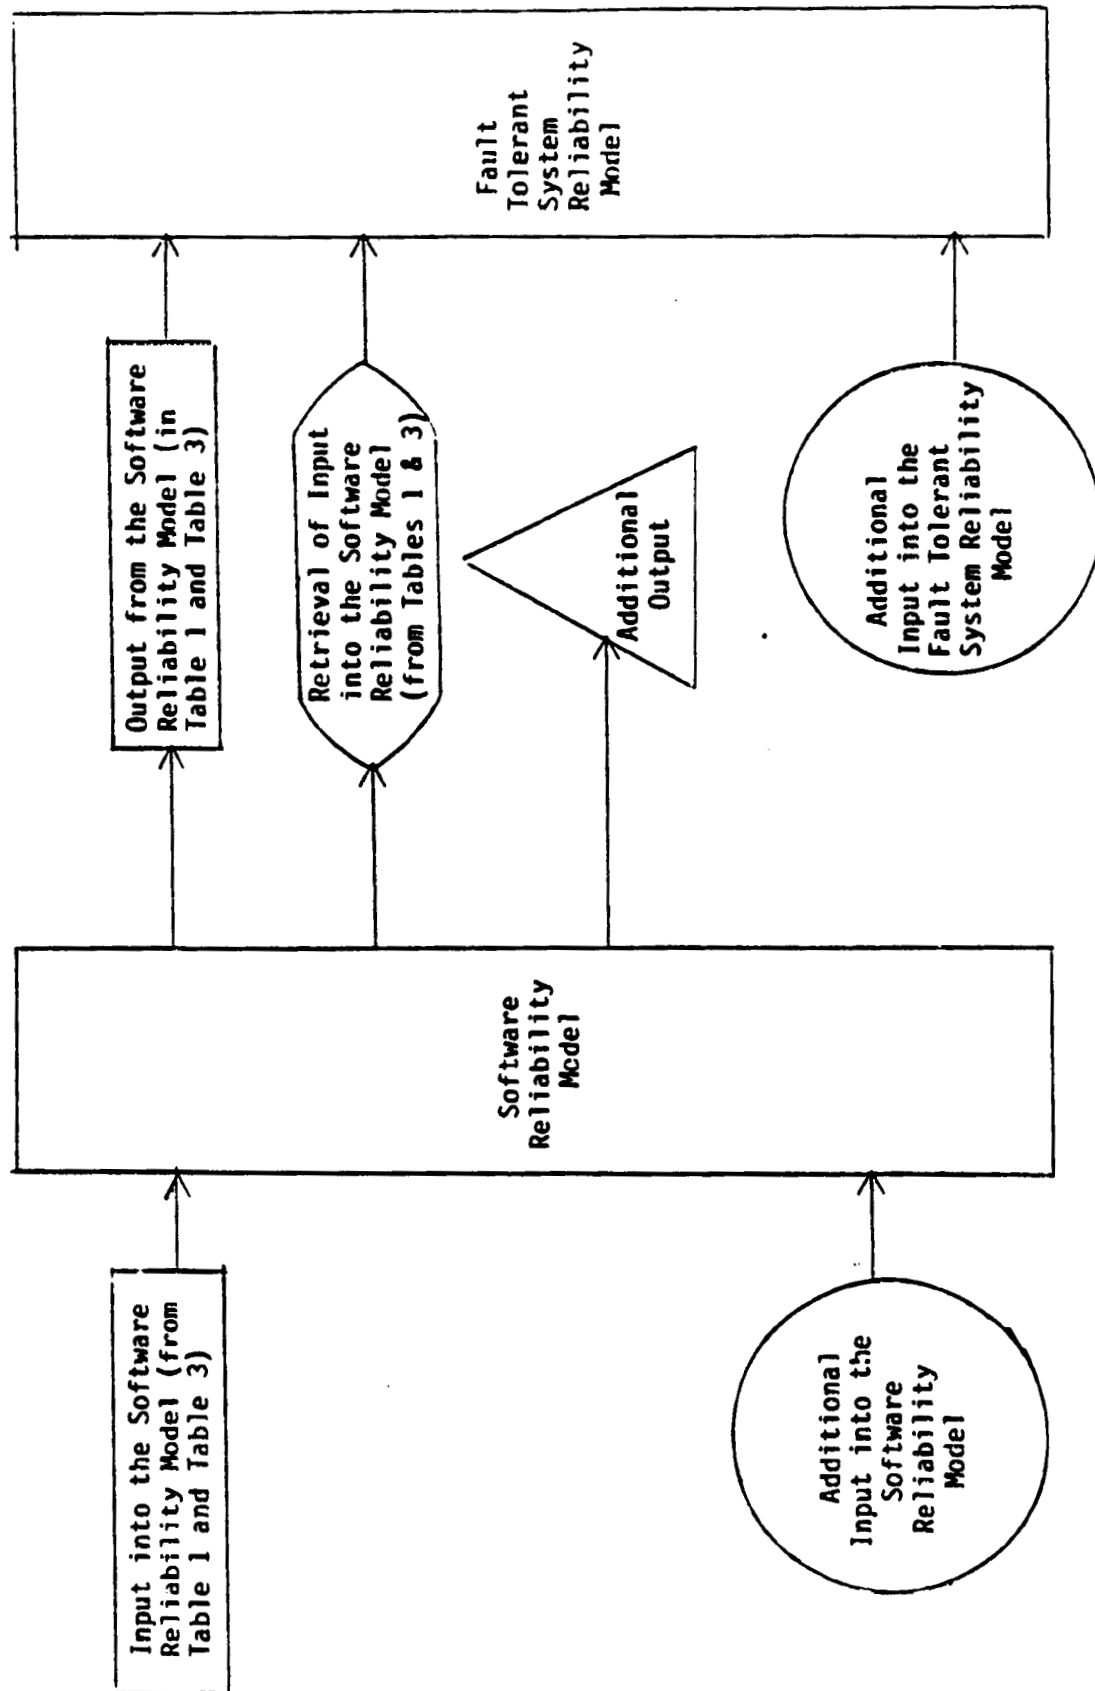 Input into the Software
Reliability Model (from
Table 1 and Table 3)
Additional
Input into the
Software
Reliability
Model
Software
Reliability
Model
Output from the Software
Reliability Model (in
Table 1 and Table 3)
Retrieval of Input
into the Software
Reliability Model
(from Tables 1 & 3)
Additional
Output
Additional
Input into the
Fault Tolerant
System Reliability
Model
Fault
Tolerant
System
Reliability
Model